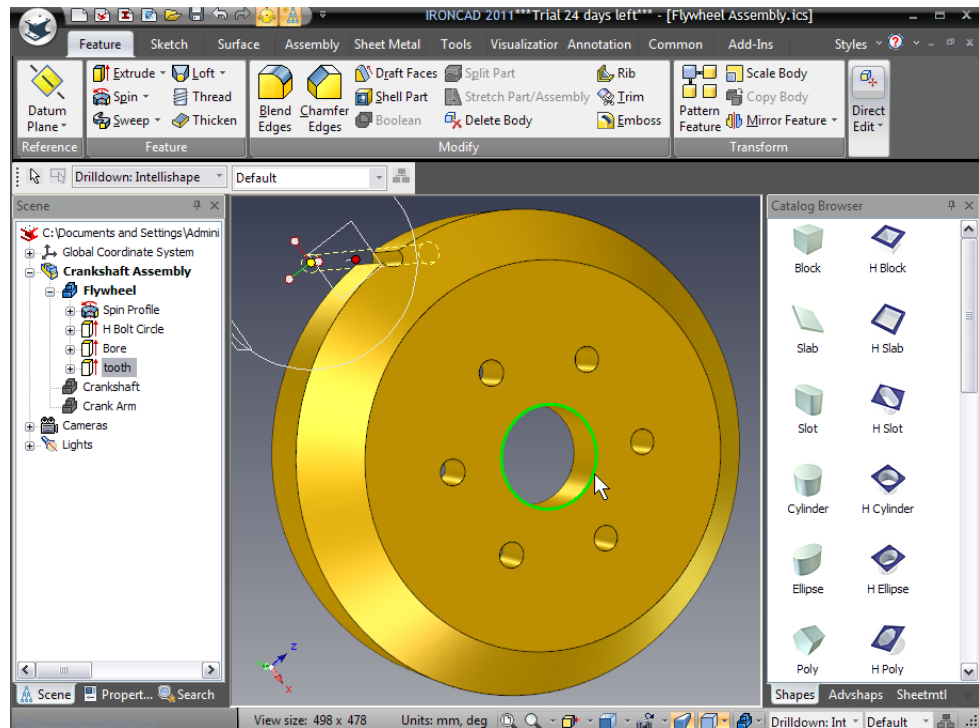 IRONCAD 2011***Trial 24 days left*** - [Flywheel Assembly.ics]
Feature Sketch Surface Assembly Sheet Metal Tools Visualizatior Annotation Common Add-Ins Styles
Extrude Loft Draft Faces Split Part Rib Scale Body
Spin Thread Shell Part Stretch Part/Assembly Trim Copy Body
Datum Plane Sweep Thicken Blend Edges Chamfer Edges Boolean Delete Body Emboss Pattern Feature Mirror Feature Direct Edit
Reference Feature Modify Transform
Drilldown: Intellishape Default
Scene Catalog Browser
C:\Documents and Settings\Admini
Global Coordinate System
Crankshaft Assembly
Flywheel
Spin Profile
H Bolt Circle
Bore
tooth
Crankshaft
Crank Arm
Cameras
Lights
Block H Block
Slab H Slab
Slot H Slot
Cylinder H Cylinder
Ellipse H Ellipse
Poly H Poly
z
x
Scene Propert... Search Shapes Advshaps Sheetmtl
View size: 498 x 478 Units: mm, deg Drilldown: Int Default